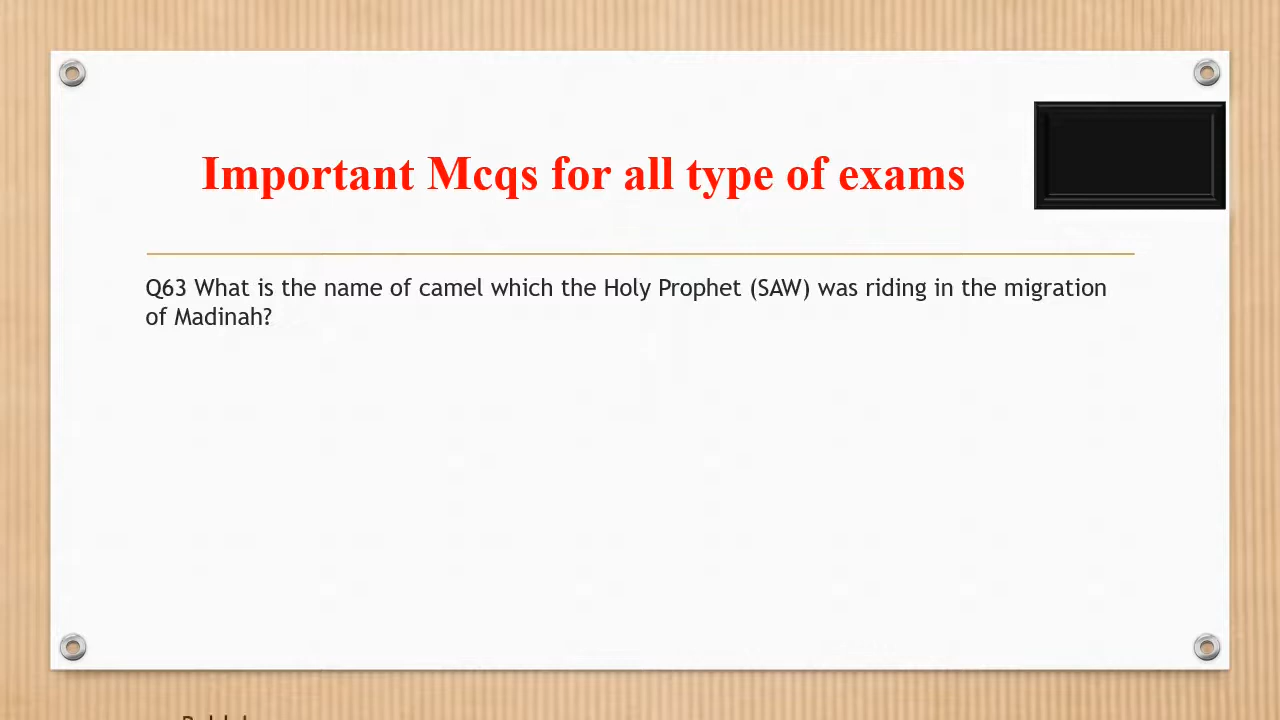 Important Mcqs for all type of exams
Q63 What is the name of camel which the Holy Prophet (SAW) was riding in the migration
of Madinah?